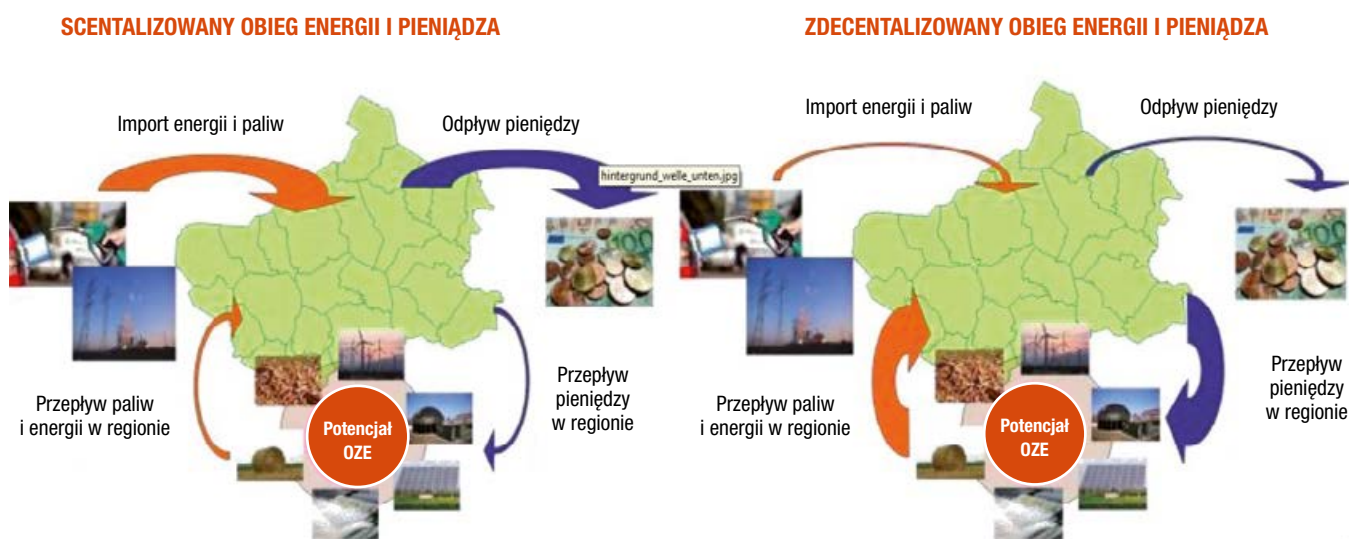 SCENTALIZOWANY OBIEG ENERGII I PIENIĄDZA
Import energii i paliw
Odpływ pieniędzy
hintergrund_welle_unten.jpg
100
Przepływ paliw
i energii w regionie
Potencjał
OZE
Przepływ
pieniędzy
w regionie
ZDECENTALIZOWANY OBIEG ENERGII I PIENIĄDZA
Import energii i paliw
Odpływ pieniędzy
100
Przepływ paliw
i energii w regionie
Potencjał
OZE
Przepływ
pieniędzy
w regionie